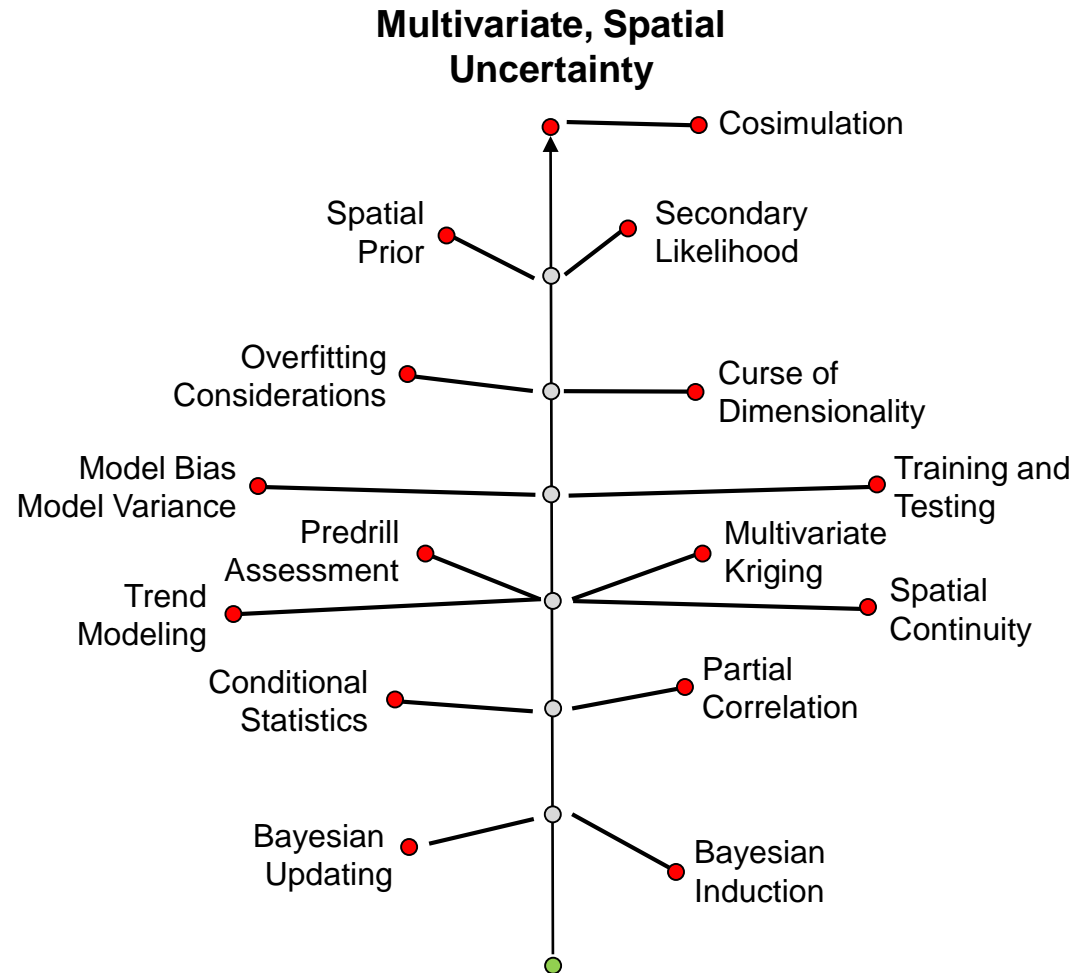 Multivariate, Spatial
Uncertainty
Cosimulation
Spatial
Prior
Secondary
Likelihood
Overfitting
Considerations
Curse of
Dimensionality
Model Bias
Model Variance
Training and
Testing
Predrill
Assessment
Multivariate
Kriging
Trend
Modeling
Spatial
Continuity
Conditional
Statistics
Partial
Correlation
Bayesian
Updating
Bayesian
Induction